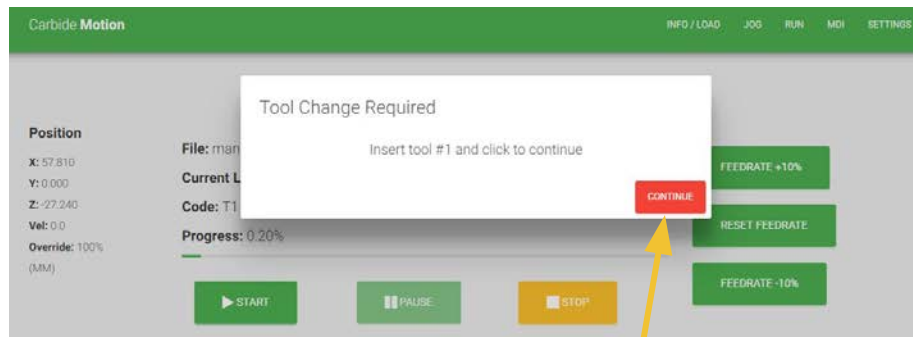 Carbide Motion
INFO / LOAD JOG RUN MDI SETTINGS
Tool Change Required
Insert tool #1 and click to continue
CONTINUE
Position
X: 57.810
Y: 0.000
Z: -27.240
Vel: 0.0
Override: 100%
(MM)
File: man
Current L
Code: T1
Progress: 0.20%
START
PAUSE
STOP
FEEDRATE +10%
RESET FEEDRATE
FEEDRATE -10%